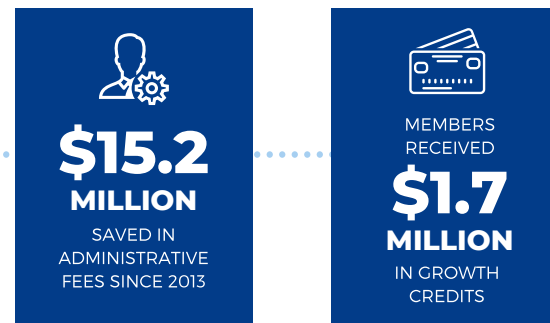 $15.2
MILLION
SAVED IN
ADMINISTRATIVE
FEES SINCE 2013
MEMBERS
RECEIVED
$1.7
MILLION
IN GROWTH
CREDITS